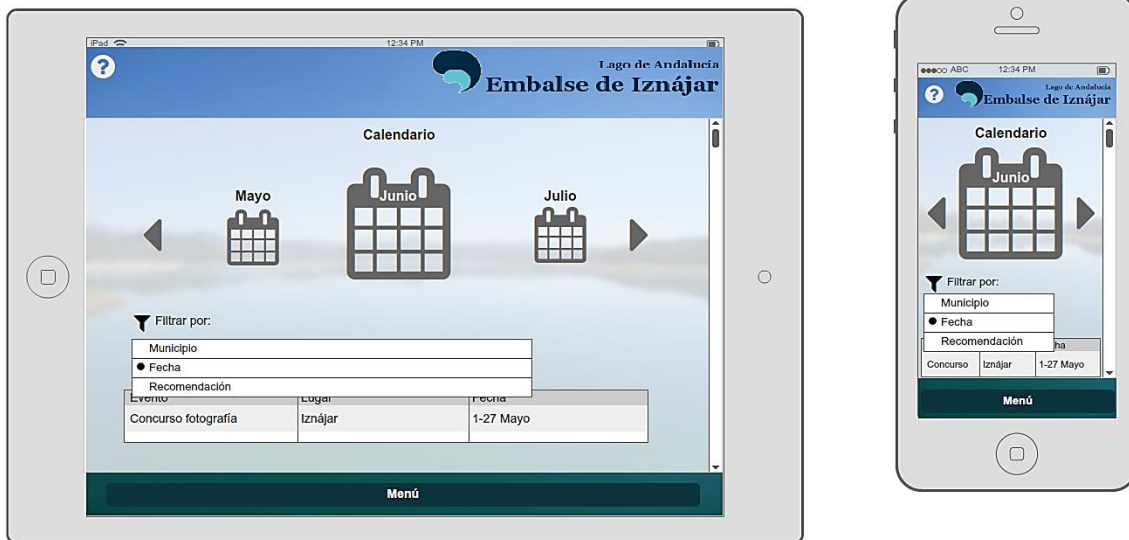 iPad 12:34 PM
Lago de Andalucía
Embalse de Iznájar
Calendario
Mayo Junio Julio
Filtrar por:
Municipio
Fecha
Recomendación
Evento Lugar Fecha
Concurso fotografía Iznájar 1-27 Mayo
Menú
ABC 12:34 PM
Lago de Andalucía
Embalse de Iznájar
Calendario
Junio
Filtrar por:
Municipio
Fecha
Recomendación
ha
Concurso Iznájar 1-27 Mayo
Menú